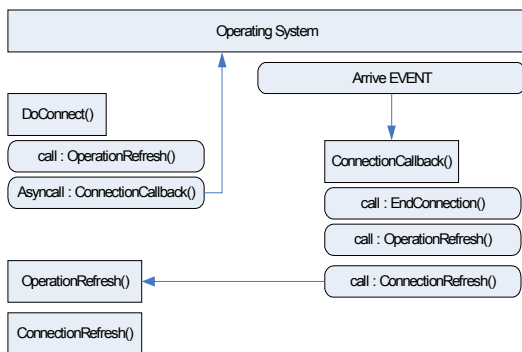 Operating System
Arrive EVENT
DoConnect()
call : OperationRefresh()
Asyncall : ConnectionCallback()
ConnectionCallback()
call : EndConnection()
call : OperationRefresh()
call : ConnectionRefresh()
OperationRefresh()
ConnectionRefresh()